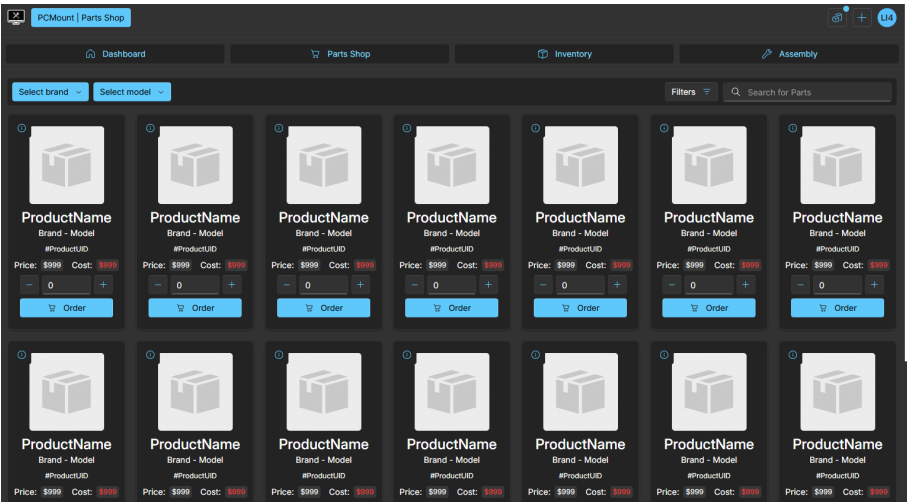 PCMount | Parts Shop
LI4
Dashboard Parts Shop Inventory Assembly
Select brand Select model Filters Search for Parts
ProductName ProductName ProductName ProductName ProductName ProductName ProductName
Brand - Model Brand - Model Brand - Model Brand - Model Brand - Model Brand - Model Brand - Model
#ProductUID #ProductUID #ProductUID #ProductUID #ProductUID #ProductUID #ProductUID
Price: $999 Cost: $999 Price: $999 Cost: $999 Price: $999 Cost: $999 Price: $999 Cost: $999 Price: $999 Cost: $999 Price: $999 Cost: $999 Price: $999 Cost: $999
− 0 + − 0 + − 0 + − 0 + − 0 + − 0 + − 0 +
Order Order Order Order Order Order Order
ProductName ProductName ProductName ProductName ProductName ProductName ProductName
Brand - Model Brand - Model Brand - Model Brand - Model Brand - Model Brand - Model Brand - Model
#ProductUID #ProductUID #ProductUID #ProductUID #ProductUID #ProductUID #ProductUID
Price: $999 Cost: $999 Price: $999 Cost: $999 Price: $999 Cost: $999 Price: $999 Cost: $999 Price: $999 Cost: $999 Price: $999 Cost: $999 Price: $999 Cost: $999